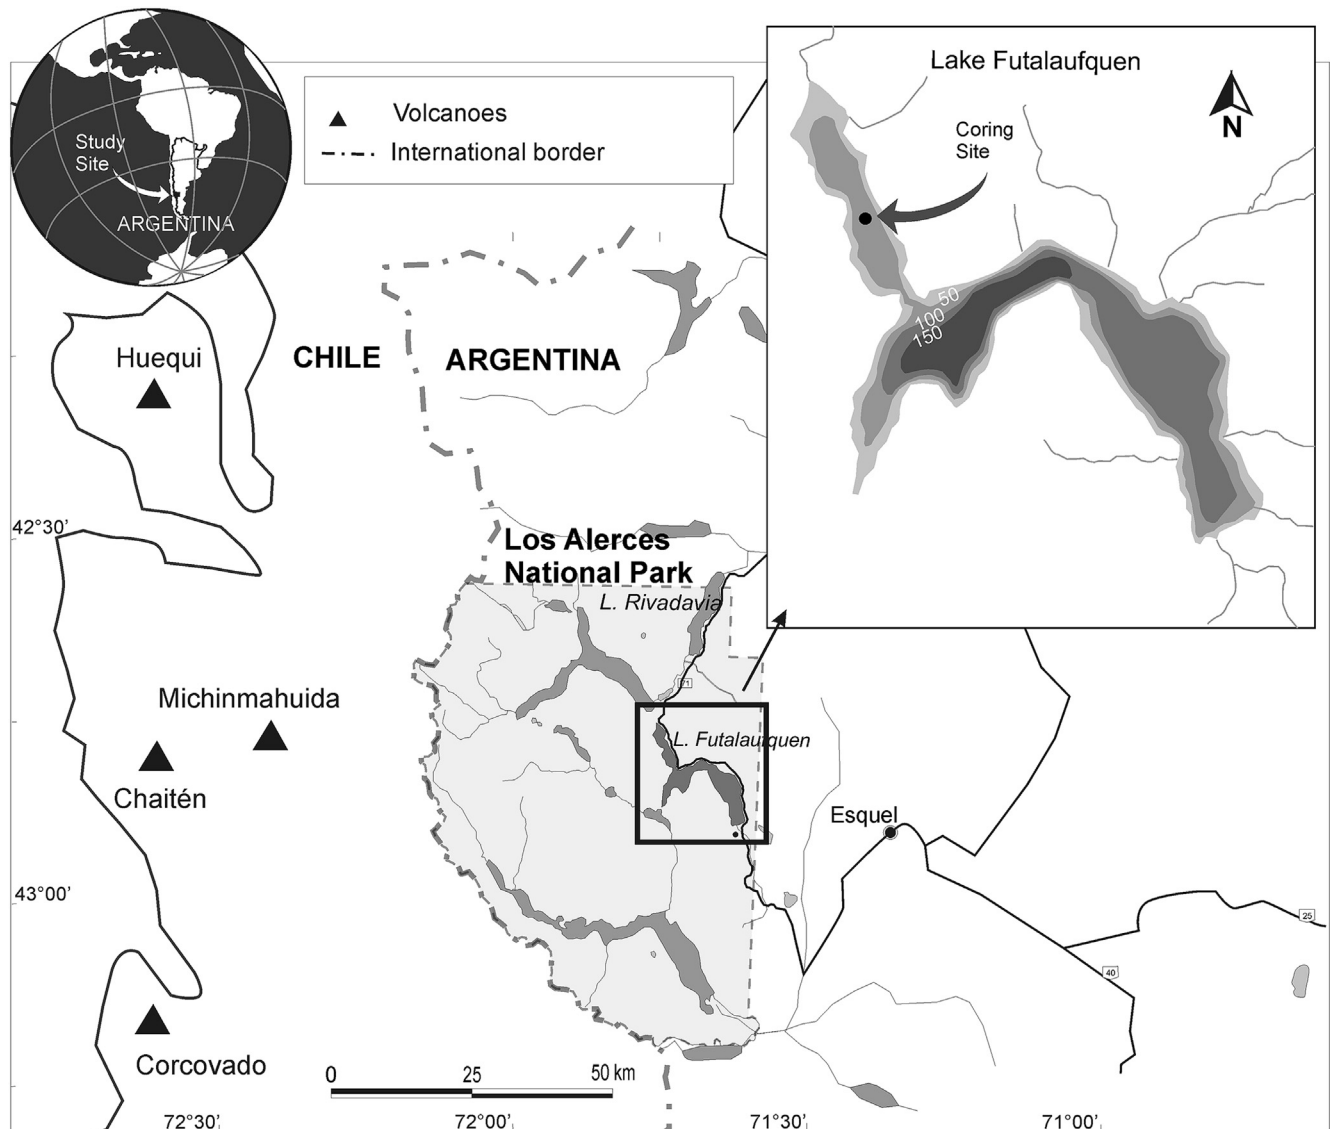 Study
Site
ARGENTINA
Volcanoes
International border
Lake Futalaufquen
N
Coring
Site
50
100
150
Huequi
CHILE
ARGENTINA
42°30'
Los Alerces
National Park
L. Rivadavia
71
Michinmahuida
L. Futalaufquen
Chaitén
Esquel
43°00'
25
40
Corcovado
0
25
50 km
72°30'
72°00'
71°30'
71°00'